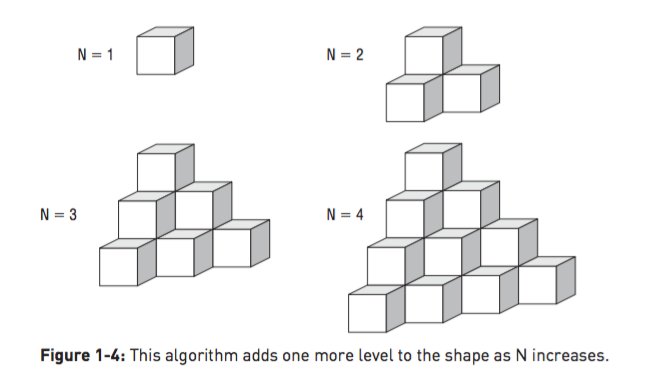 N = 1
N = 2
N = 3
N = 4
Figure 1-4: This algorithm adds one more level to the shape as N increases.